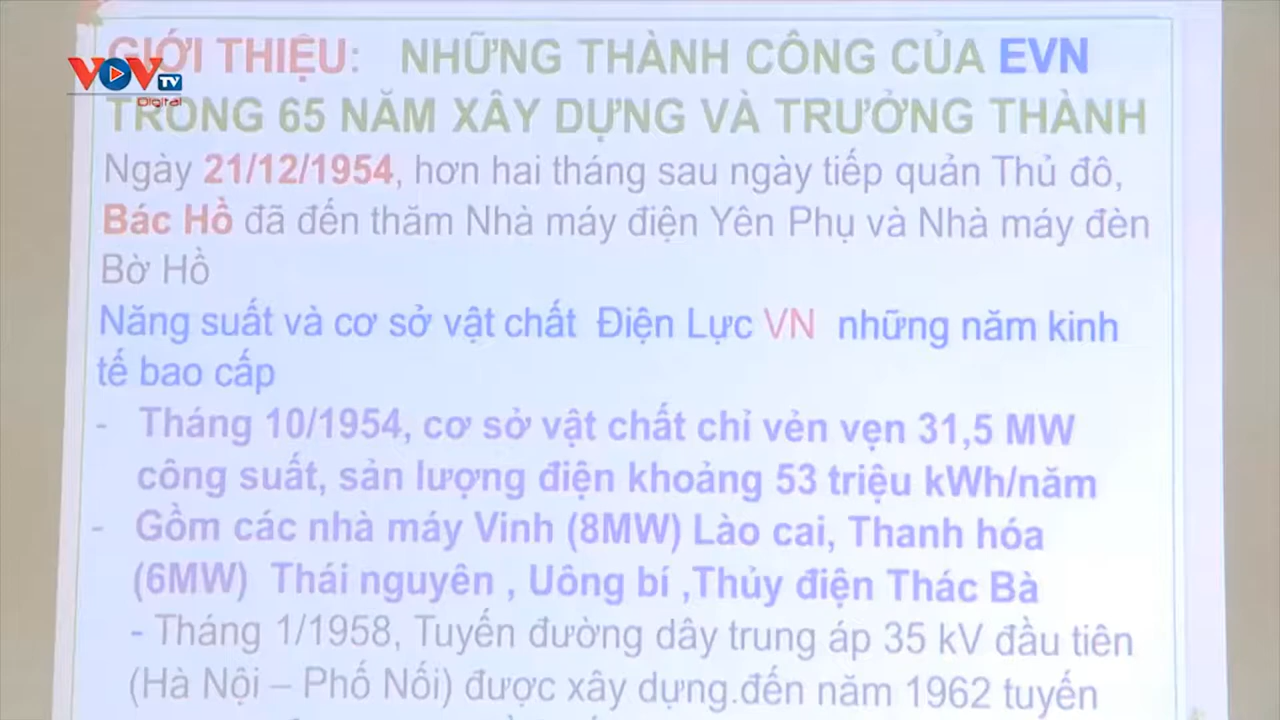 GIỚI THIỆU: NHỮNG THÀNH CÔNG CỦA EVN
VOV TV
Digital
TRONG 65 NĂM XÂY DỰNG VÀ TRƯỞNG THÀNH
Ngày 21/12/1954, hơn hai tháng sau ngày tiếp quản Thủ đô,
Bác Hồ đã đến thăm Nhà máy điện Yên Phụ và Nhà máy đèn
Bờ Hồ
Năng suất và cơ sở vật chất Điện Lực VN những năm kinh
tế bao cấp
- Tháng 10/1954, cơ sở vật chất chỉ vẻn vẹn 31,5 MW
công suất, sản lượng điện khoảng 53 triệu kWh/năm
- Gồm các nhà máy Vinh (8MW) Lào cai, Thanh hóa
(6MW) Thái nguyên , Uông bí ,Thủy điện Thác Bà
- Tháng 1/1958, Tuyến đường dây trung áp 35 kV đầu tiên
(Hà Nội – Phố Nối) được xây dựng.đến năm 1962 tuyến